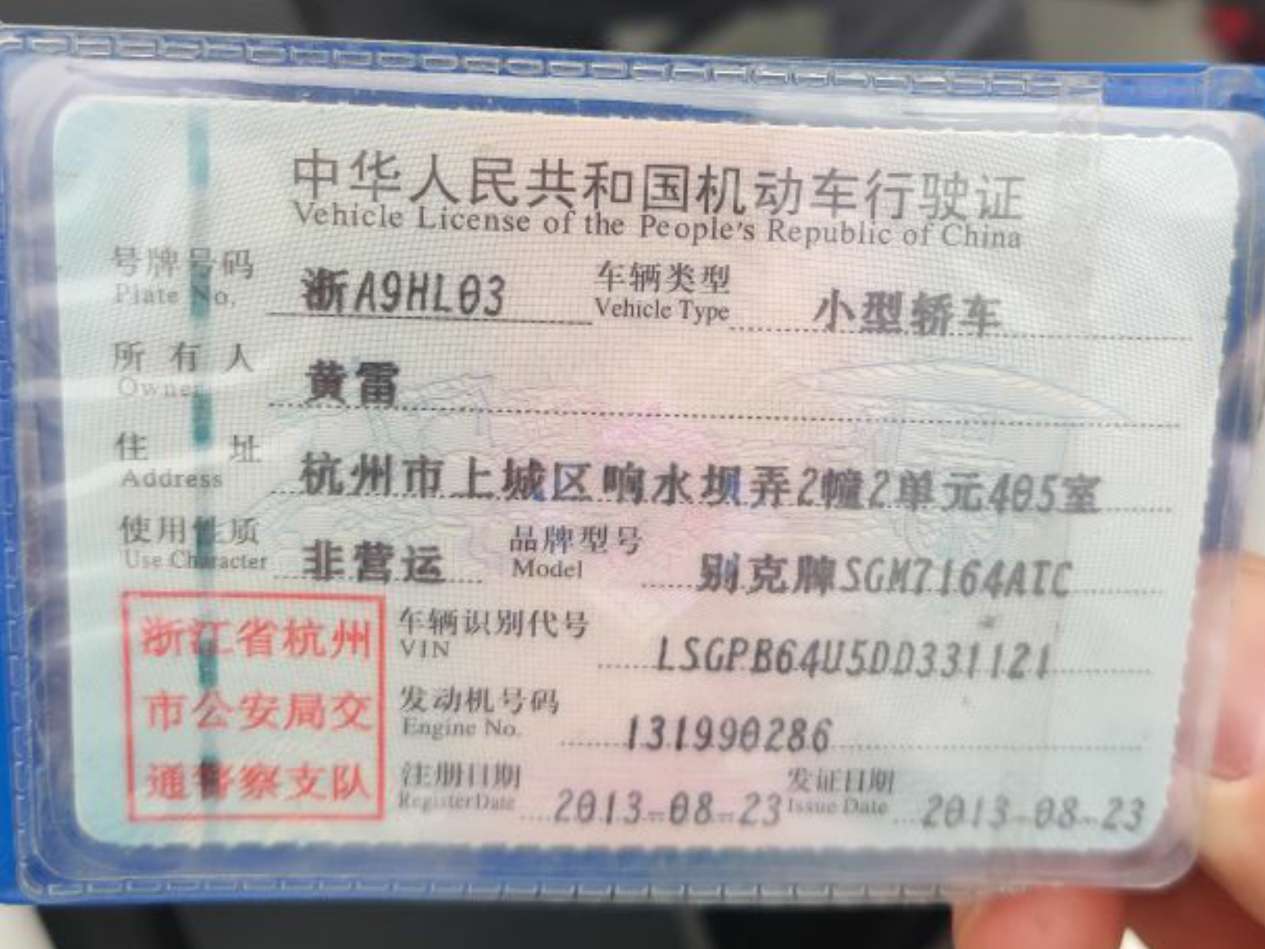 中华人民共和国机动车行驶证
Vehicle License of the People's Republic of China
号牌号码 浙A9HL03 车辆类型 小型轿车
Plate No. Vehicle Type
所有人 黄雷
Owner
住址 杭州市上城区响水坝弄2幢2单元405室
Address
使用性质 非营运 品牌型号 别克牌SGM7164ATC
Use Character Model
浙江省杭州
市公安局交
通警察支队
车辆识别代号 LSGPB64U5DD331121
VIN
发动机号码 131990286
Engine No.
注册日期 2013-08-23 发证日期 2013-08-23
Register Date Issue Date